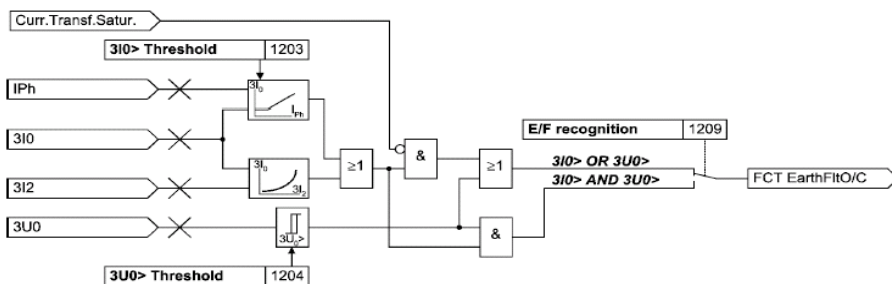 Curr.Transf.Satur.
3I0> Threshold 1203
IPh
3I0
IPh
3I0
E/F recognition 1209
&
≥1
≥1
3I0> OR 3U0>
3I0> AND 3U0>
FCT EarthFltO/C
3I2
3I0
3I2
3U0
3U0>
&
3U0> Threshold 1204